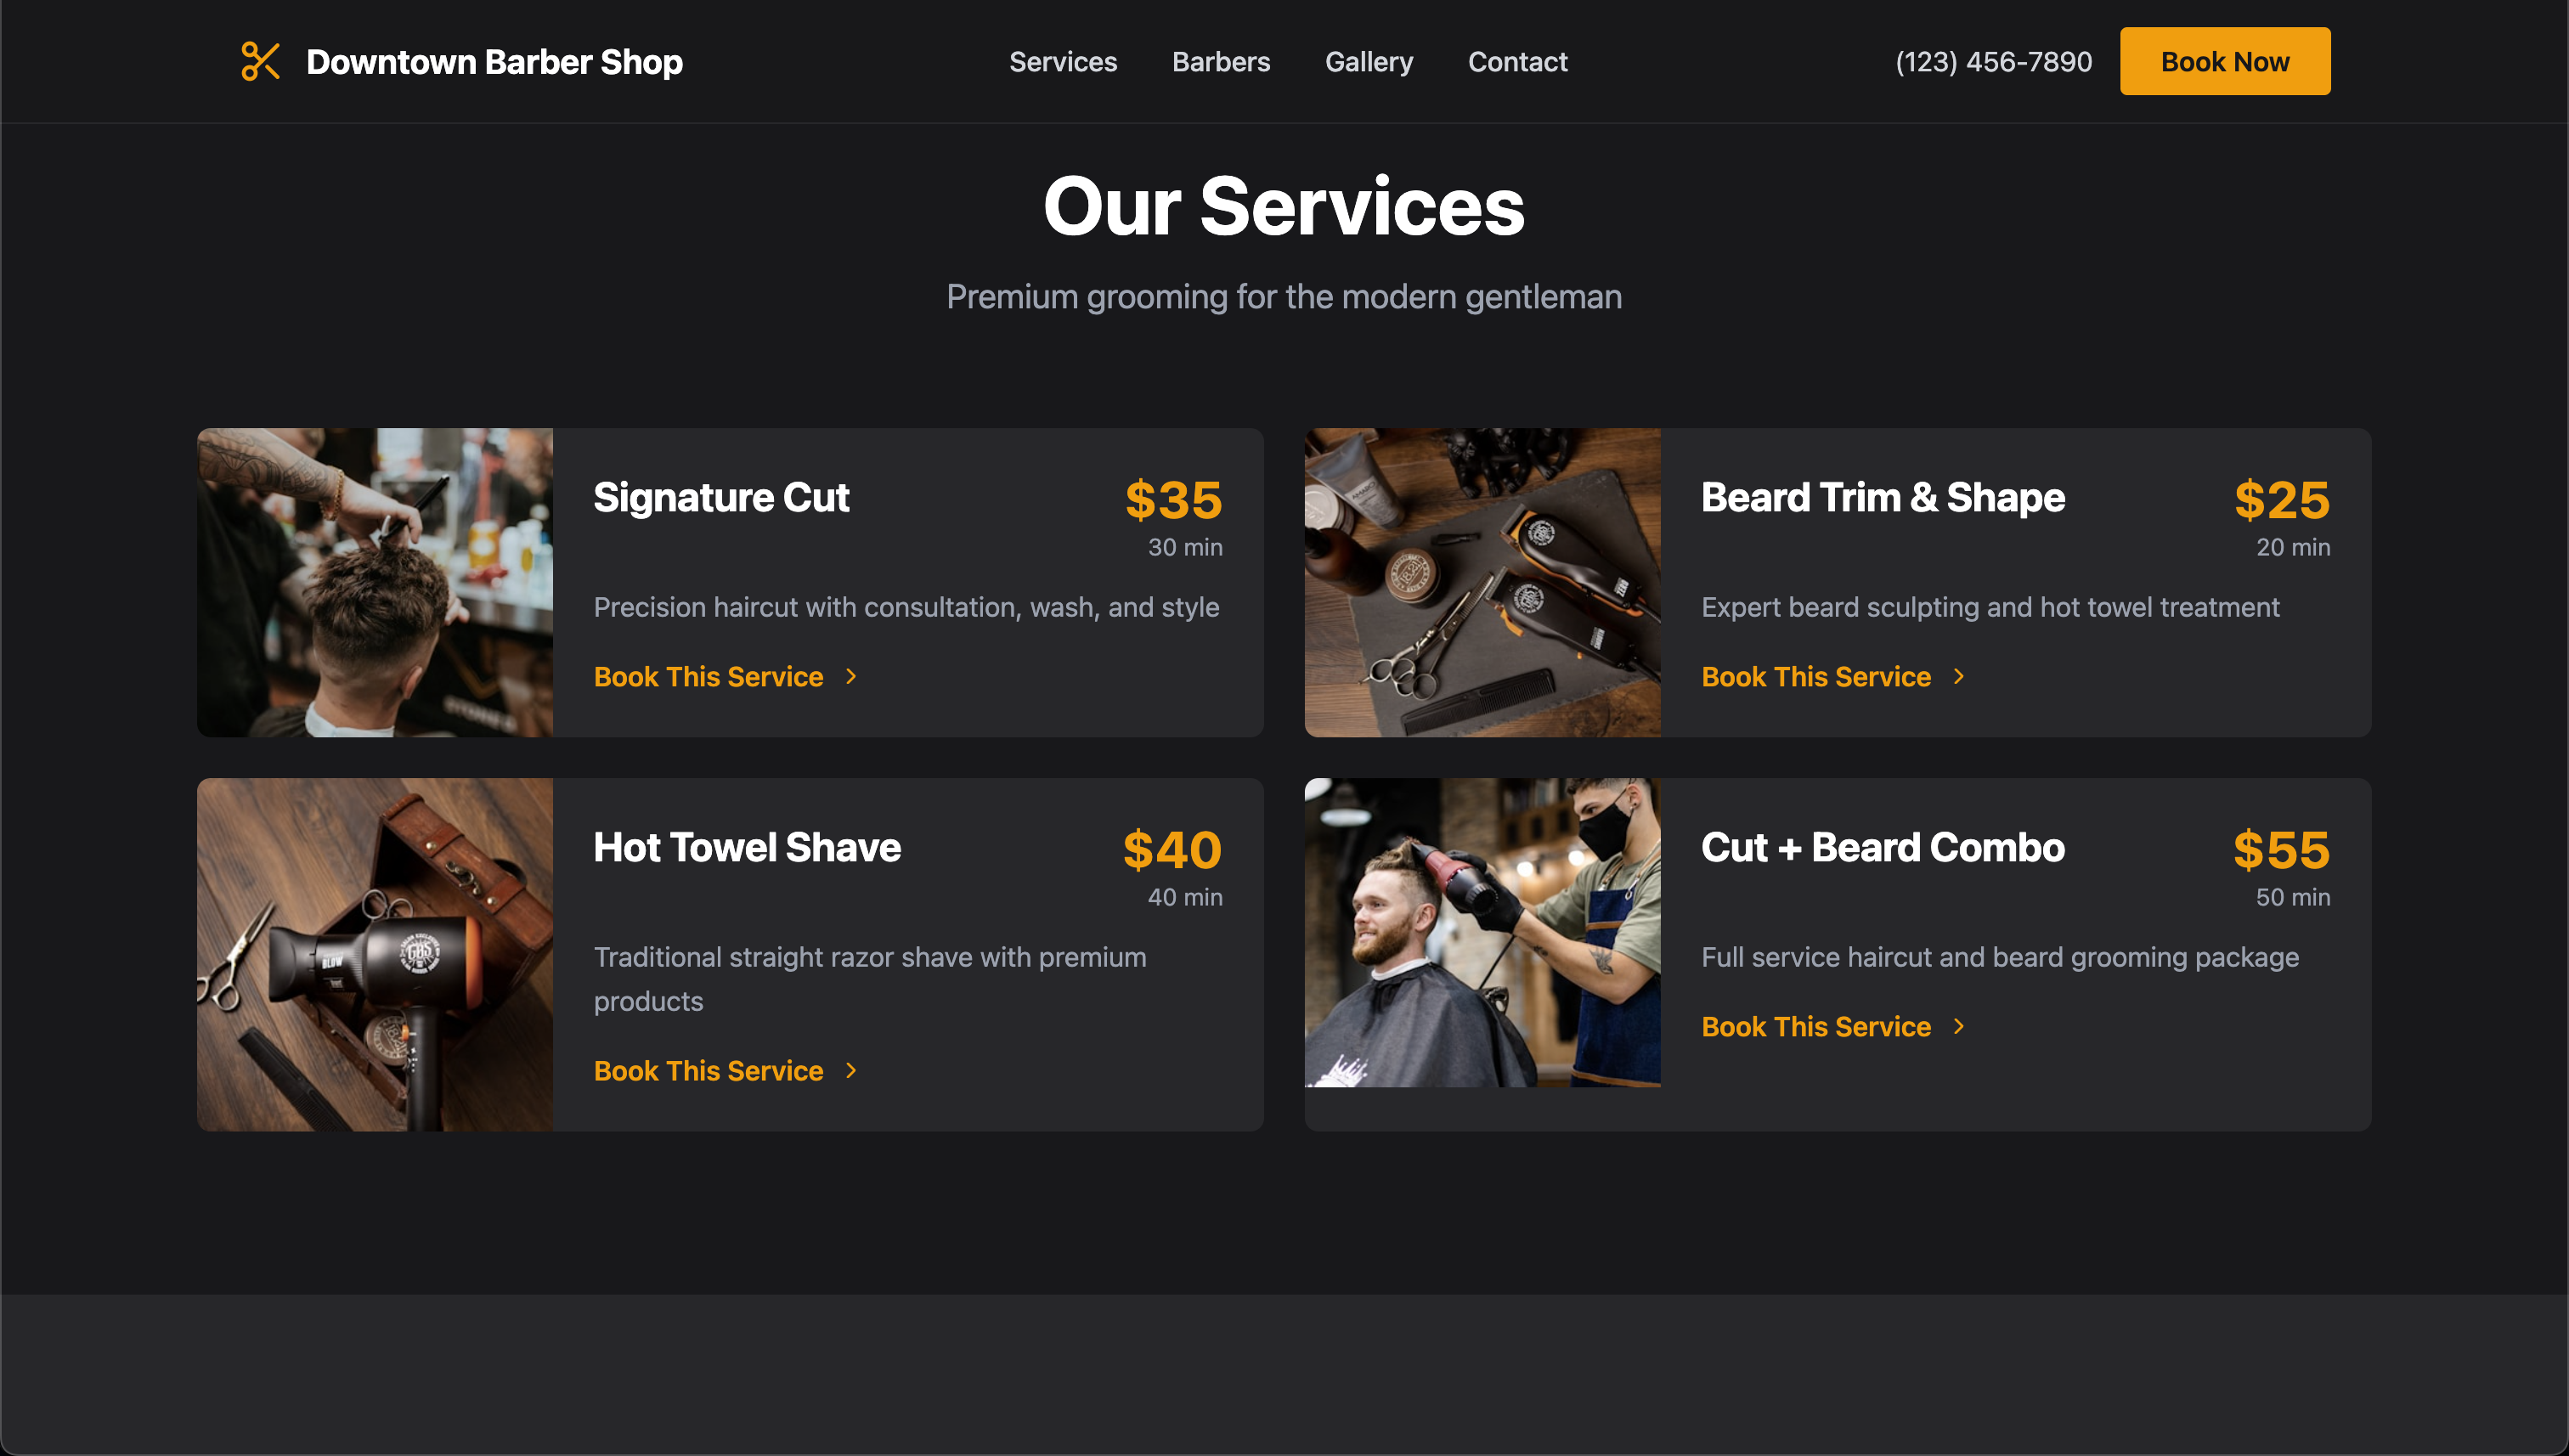 Downtown Barber Shop
Services
Barbers
Gallery
Contact
(123) 456-7890
Book Now
Our Services
Premium grooming for the modern gentleman
Signature Cut
$35
30 min
Precision haircut with consultation, wash, and style
Book This Service
Beard Trim & Shape
$25
20 min
Expert beard sculpting and hot towel treatment
Book This Service
Hot Towel Shave
$40
40 min
Traditional straight razor shave with premium
products
Book This Service
BLOW
Cut + Beard Combo
$55
50 min
Full service haircut and beard grooming package
Book This Service